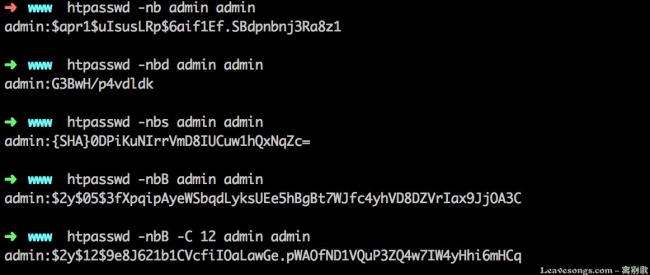 ➜ www htpasswd -nb admin admin
admin:$apr1$uIsusLRp$6aif1Ef.SBdpnbnj3Ra8z1
➜ www htpasswd -nbd admin admin
admin:G3BwH/p4vdldk
➜ www htpasswd -nbs admin admin
admin:{SHA}0DPiKuNIrrVmD8IUCuw1hQxNqZc=
➜ www htpasswd -nbB admin admin
admin:$2y$05$3fXpqipAyeWSbqdLyksUEe5hBgBt7WJfc4yhVD8DZVrIax9JjOA3C
➜ www htpasswd -nbB -C 12 admin admin
admin:$2y$12$9e8J621b1CVcfiIOaLawGe.pWAOfND1VQuP3ZQ4w7IW4yHhi6mHCq
Leavesongs.com - 离别歌